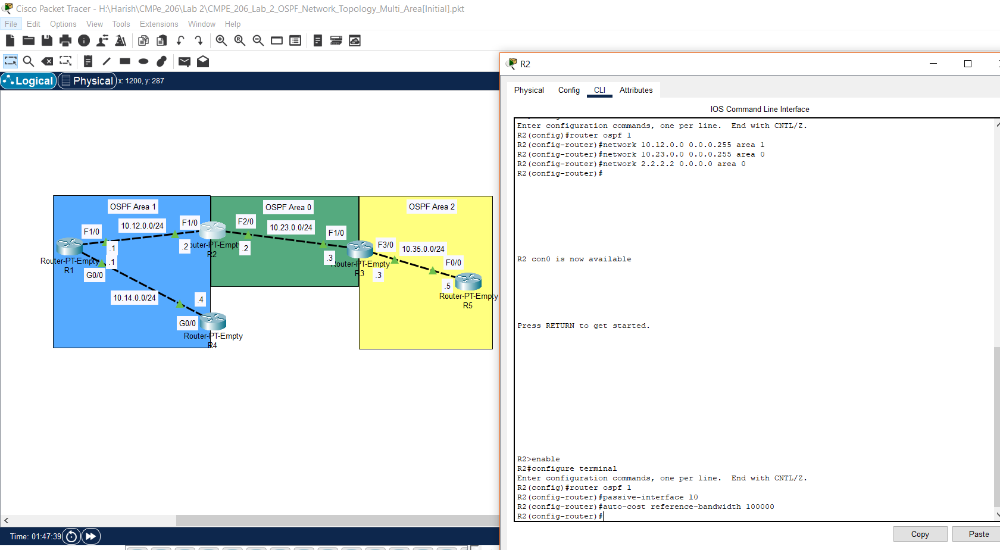 Cisco Packet Tracer - H:\Harish\CMPe_206\Lab 2\CMPE_206_Lab_2_OSPF_Network_Topology_Multi_Area[Initial].pkt
File Edit Options View Tools Extensions Window Help
Logical Physical x: 1200, y: 287
OSPF Area 1
OSPF Area 0
OSPF Area 2
F1/0
10.12.0.0/24
F1/0
F2/0
10.23.0.0/24
F1/0
F3/0
10.35.0.0/24
F0/0
.1
.1
.2
.2
.3
.3
.5
Router-PT-Empty
R1
outer-PT-Empty
R2
Router-PT-Empty
R3
Router-PT-Empty
R5
G0/0
10.14.0.0/24
.4
G0/0
Router-PT-Empty
R4
Time: 01:47:39
R2
Physical Config CLI Attributes
IOS Command Line Interface
Enter configuration commands, one per line.  End with CNTL/Z.
R2(config)#router ospf 1
R2(config-router)#network 10.12.0.0 0.0.0.255 area 1
R2(config-router)#network 10.23.0.0 0.0.0.255 area 0
R2(config-router)#network 2.2.2.2 0.0.0.0 area 0
R2(config-router)#
R2 con0 is now available
Press RETURN to get started.
R2>enable
R2#configure terminal
Enter configuration commands, one per line.  End with CNTL/Z.
R2(config)#router ospf 1
R2(config-router)#passive-interface l0
R2(config-router)#auto-cost reference-bandwidth 100000
R2(config-router)#
Copy Paste